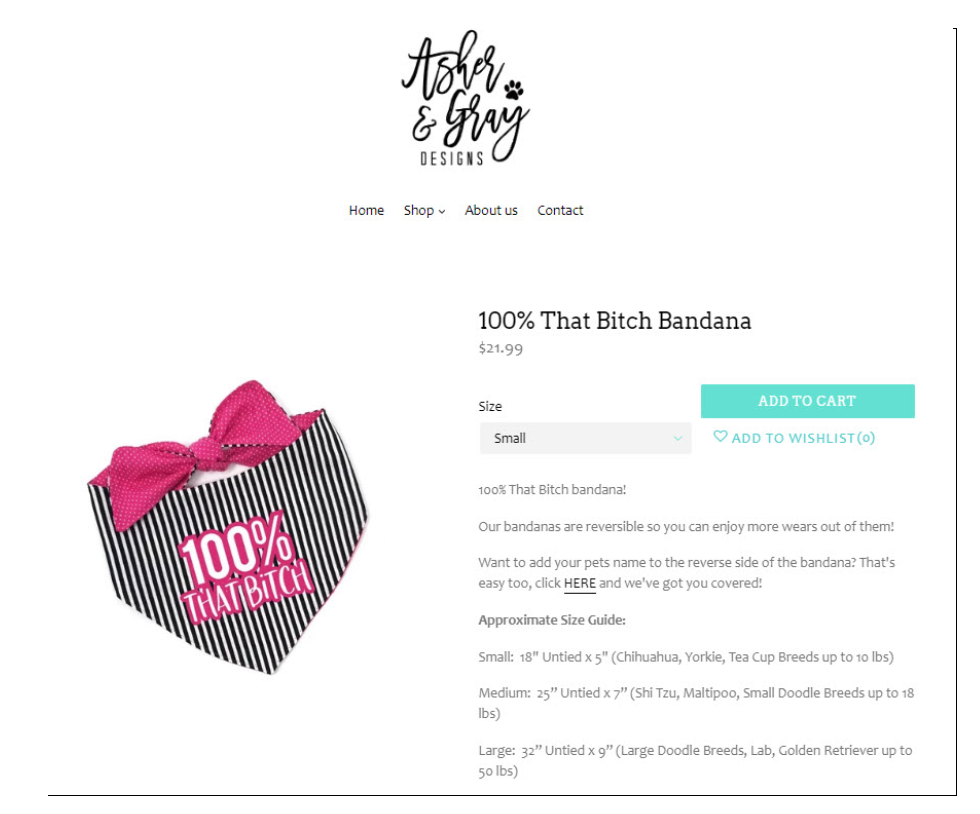 Asher
& Gray
DESIGNS
Home Shop About us Contact
100% That Bitch Bandana
$21.99
Size
ADD TO CART
Small
ADD TO WISHLIST(0)
100%
THAT BITCH
100% That Bitch bandana!
Our bandanas are reversible so you can enjoy more wears out of them!
Want to add your pets name to the reverse side of the bandana? That's
easy too, click HERE and we've got you covered!
Approximate Size Guide:
Small: 18" Untied x 5" (Chihuahua, Yorkie, Tea Cup Breeds up to 10 lbs)
Medium: 25” Untied x 7” (Shi Tzu, Maltipoo, Small Doodle Breeds up to 18
lbs)
Large: 32” Untied x 9” (Large Doodle Breeds, Lab, Golden Retriever up to
50 lbs)